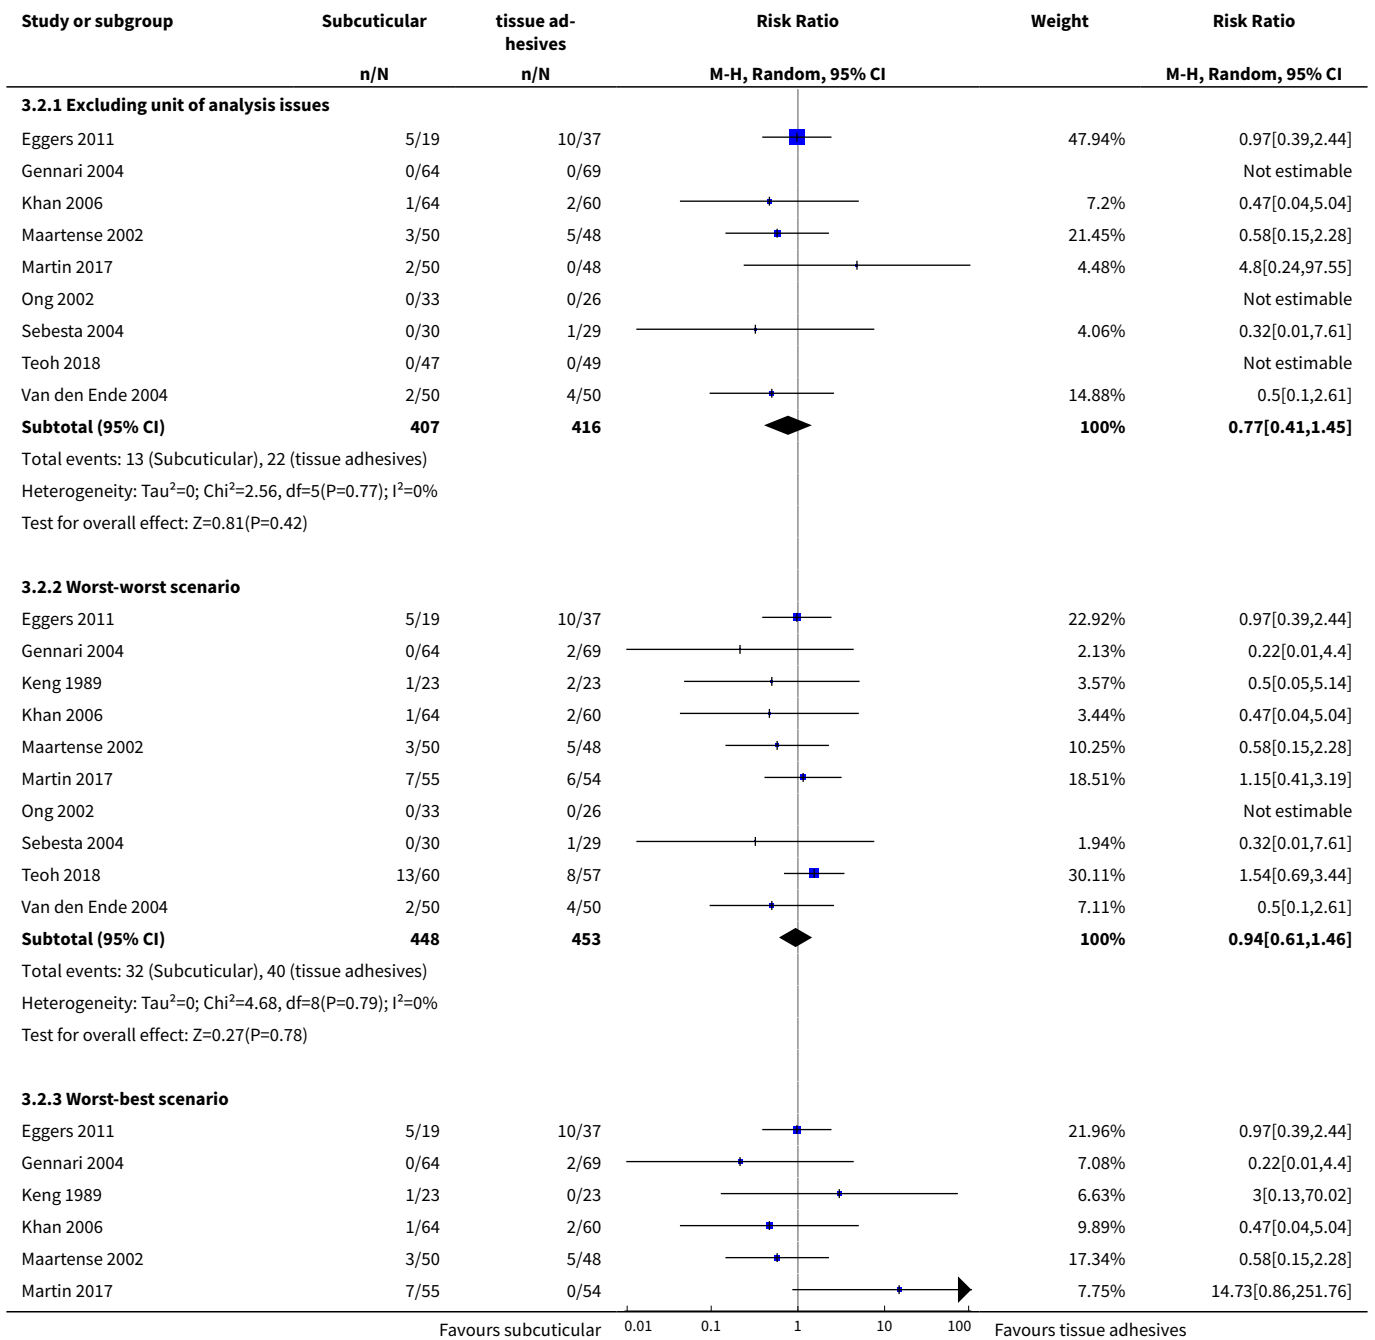 Study or subgroup Subcuticular tissue ad- Risk Ratio Weight Risk Ratio
hesives
n/N n/N M-H, Random, 95% CI M-H, Random, 95% CI
3.2.1 Excluding unit of analysis issues
Eggers 2011 5/19 10/37 47.94% 0.97[0.39,2.44]
Gennari 2004 0/64 0/69 Not estimable
Khan 2006 1/64 2/60 7.2% 0.47[0.04,5.04]
Maartense 2002 3/50 5/48 21.45% 0.58[0.15,2.28]
Martin 2017 2/50 0/48 4.48% 4.8[0.24,97.55]
Ong 2002 0/33 0/26 Not estimable
Sebesta 2004 0/30 1/29 4.06% 0.32[0.01,7.61]
Teoh 2018 0/47 0/49 Not estimable
Van den Ende 2004 2/50 4/50 14.88% 0.5[0.1,2.61]
Subtotal (95% CI) 407 416 100% 0.77[0.41,1.45]
Total events: 13 (Subcuticular), 22 (tissue adhesives)
Heterogeneity: Tau²=0; Chi²=2.56, df=5(P=0.77); I²=0%
Test for overall effect: Z=0.81(P=0.42)
3.2.2 Worst-worst scenario
Eggers 2011 5/19 10/37 22.92% 0.97[0.39,2.44]
Gennari 2004 0/64 2/69 2.13% 0.22[0.01,4.4]
Keng 1989 1/23 2/23 3.57% 0.5[0.05,5.14]
Khan 2006 1/64 2/60 3.44% 0.47[0.04,5.04]
Maartense 2002 3/50 5/48 10.25% 0.58[0.15,2.28]
Martin 2017 7/55 6/54 18.51% 1.15[0.41,3.19]
Ong 2002 0/33 0/26 Not estimable
Sebesta 2004 0/30 1/29 1.94% 0.32[0.01,7.61]
Teoh 2018 13/60 8/57 30.11% 1.54[0.69,3.44]
Van den Ende 2004 2/50 4/50 7.11% 0.5[0.1,2.61]
Subtotal (95% CI) 448 453 100% 0.94[0.61,1.46]
Total events: 32 (Subcuticular), 40 (tissue adhesives)
Heterogeneity: Tau²=0; Chi²=4.68, df=8(P=0.79); I²=0%
Test for overall effect: Z=0.27(P=0.78)
3.2.3 Worst-best scenario
Eggers 2011 5/19 10/37 21.96% 0.97[0.39,2.44]
Gennari 2004 0/64 2/69 7.08% 0.22[0.01,4.4]
Keng 1989 1/23 0/23 6.63% 3[0.13,70.02]
Khan 2006 1/64 2/60 9.89% 0.47[0.04,5.04]
Maartense 2002 3/50 5/48 17.34% 0.58[0.15,2.28]
Martin 2017 7/55 0/54 7.75% 14.73[0.86,251.76]
Favours subcuticular 0.01 0.1 1 10 100 Favours tissue adhesives